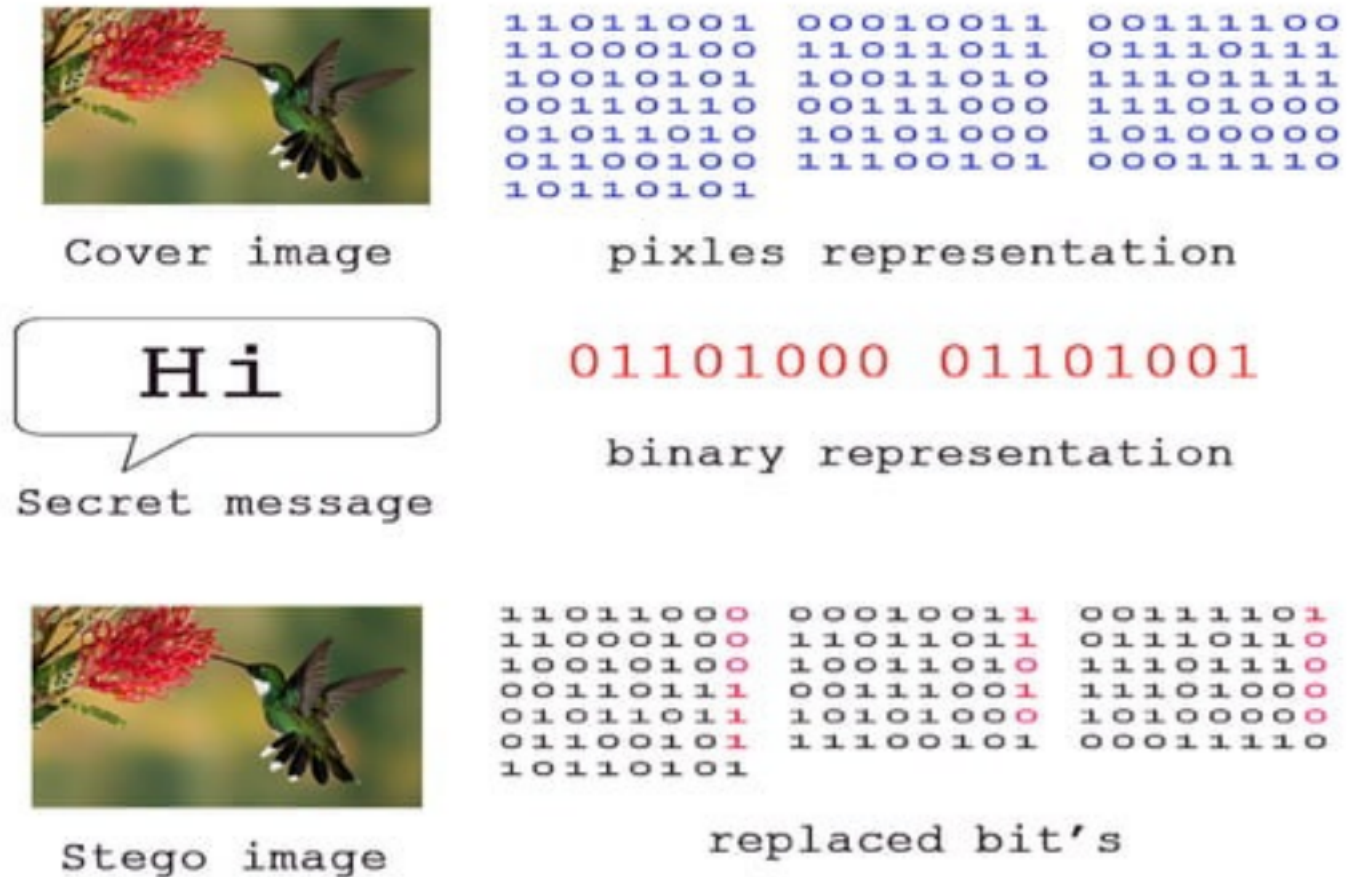 11011001 00010011 00111100
11000100 11011011 01110111
10010101 10011010 11101111
00110110 00111000 11101000
01011010 10101000 10100000
01100100 11100101 00011110
10110101
Cover image
pixles representation
Hi
01101000 01101001
Secret message
binary representation
11011000 00010011 00111101
11000100 11011011 01110110
10010100 10011010 11101110
00110111 00111001 11101000
01011011 10101000 10100000
01100101 11100101 00011110
10110101
Stego image
replaced bit's